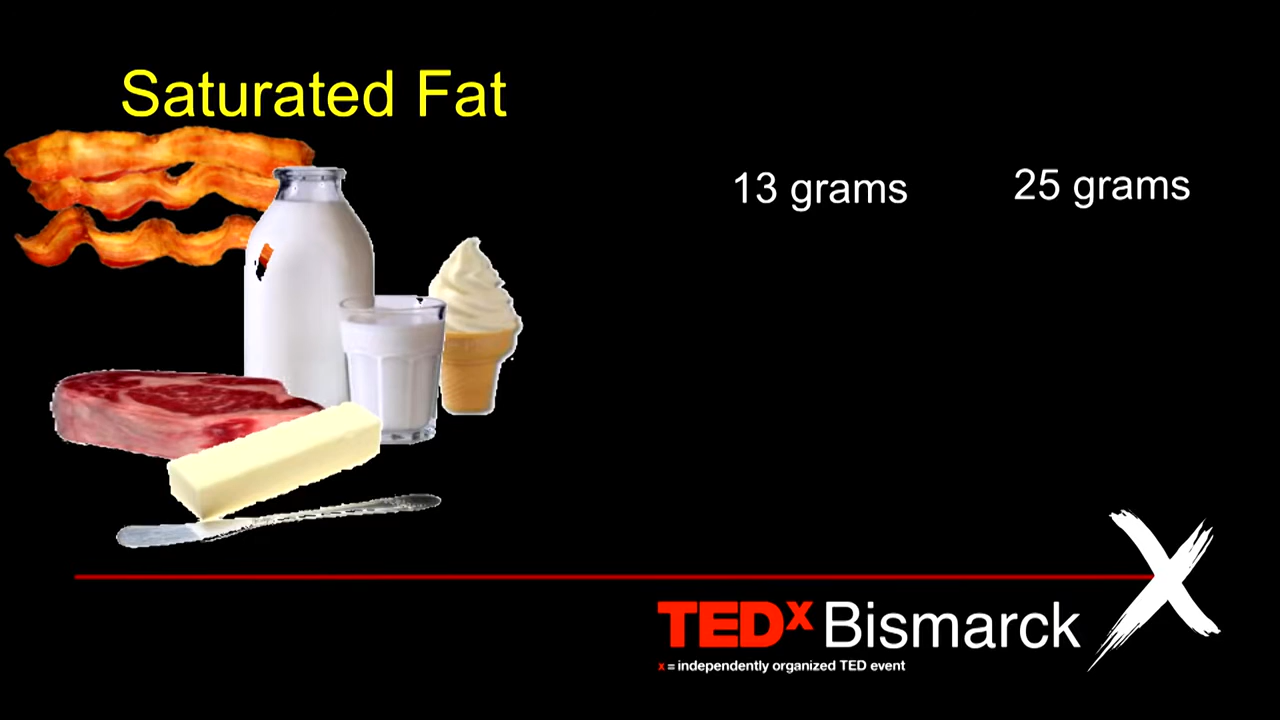 Saturated Fat
13 grams
25 grams
TEDx Bismarck
x = independently organized TED event